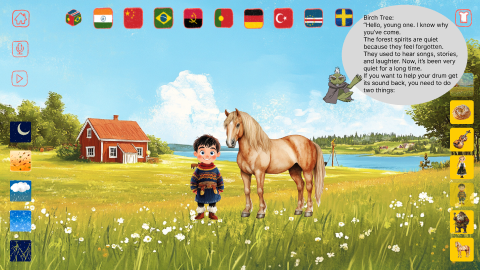 Birch Tree:
"Hello, young one. I know why
you've come.
The forest spirits are quiet
because they feel forgotten.
They used to hear songs, stories,
and laughter. Now, it's been very
quiet for a long time.
If you want to help your drum get
its sound back, you need to do
two things: